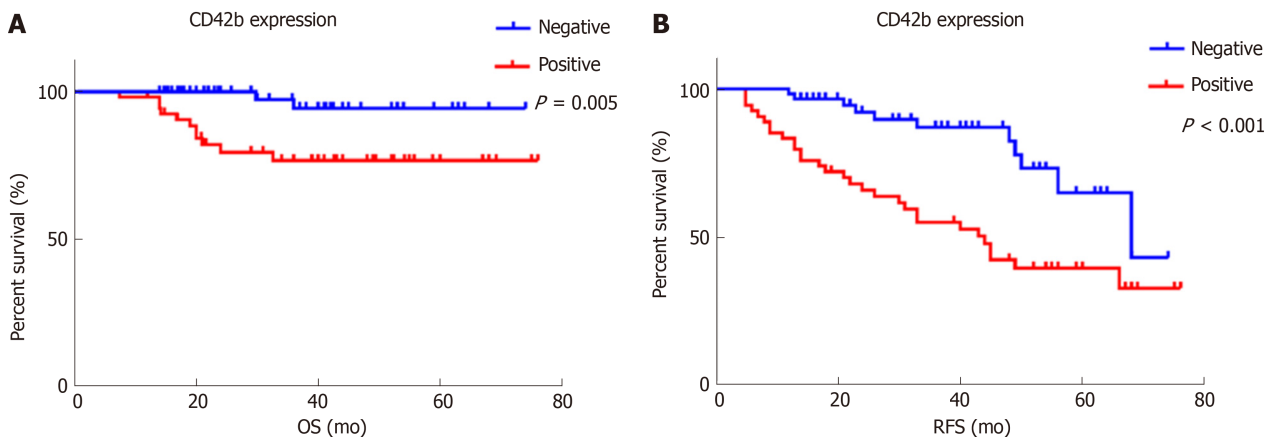 A
CD42b expression
Negative
Positive
P = 0.005
Percent survival (%)
100
50
0
0 20 40 60 80
OS (mo)
B
CD42b expression
Negative
Positive
P < 0.001
Percent survival (%)
100
50
0
0 20 40 60 80
RFS (mo)